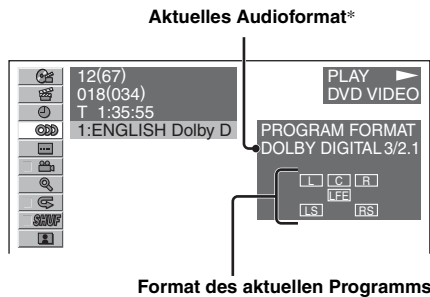 Aktuelles Audioformat*
12(67)
018(034)
T 1:35:55
1:ENGLISH Dolby D
PLAY
DVD VIDEO
PROGRAM FORMAT
DOLBY DIGITAL 3/2.1
L C R
LFE
LS RS
SHUF
Format des aktuellen Programms